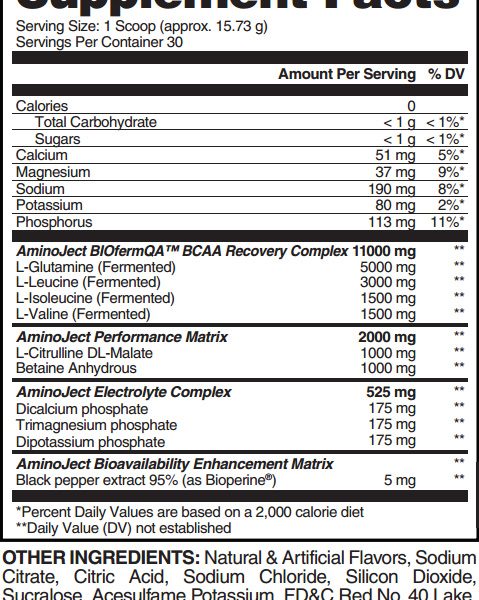 Supplement Facts
Serving Size: 1 Scoop (approx. 15.73 g)
Servings Per Container 30
Amount Per Serving % DV
Calories 0
Total Carbohydrate < 1 g < 1%*
Sugars < 1 g < 1%*
Calcium 51 mg 5%*
Magnesium 37 mg 9%*
Sodium 190 mg 8%*
Potassium 80 mg 2%*
Phosphorus 113 mg 11%*
AminoJect BIOfermQA™ BCAA Recovery Complex 11000 mg **
L-Glutamine (Fermented) 5000 mg **
L-Leucine (Fermented) 3000 mg **
L-Isoleucine (Fermented) 1500 mg **
L-Valine (Fermented) 1500 mg **
AminoJect Performance Matrix 2000 mg **
L-Citrulline DL-Malate 1000 mg **
Betaine Anhydrous 1000 mg **
AminoJect Electrolyte Complex 525 mg **
Dicalcium phosphate 175 mg **
Trimagnesium phosphate 175 mg **
Dipotassium phosphate 175 mg **
AminoJect Bioavailability Enhancement Matrix **
Black pepper extract 95% (as Bioperine®) 5 mg **
*Percent Daily Values are based on a 2,000 calorie diet
**Daily Value (DV) not established
OTHER INGREDIENTS: Natural & Artificial Flavors, Sodium
Citrate, Citric Acid, Sodium Chloride, Silicon Dioxide,
Sucralose, Acesulfame Potassium, FD&C Red No. 40 Lake.